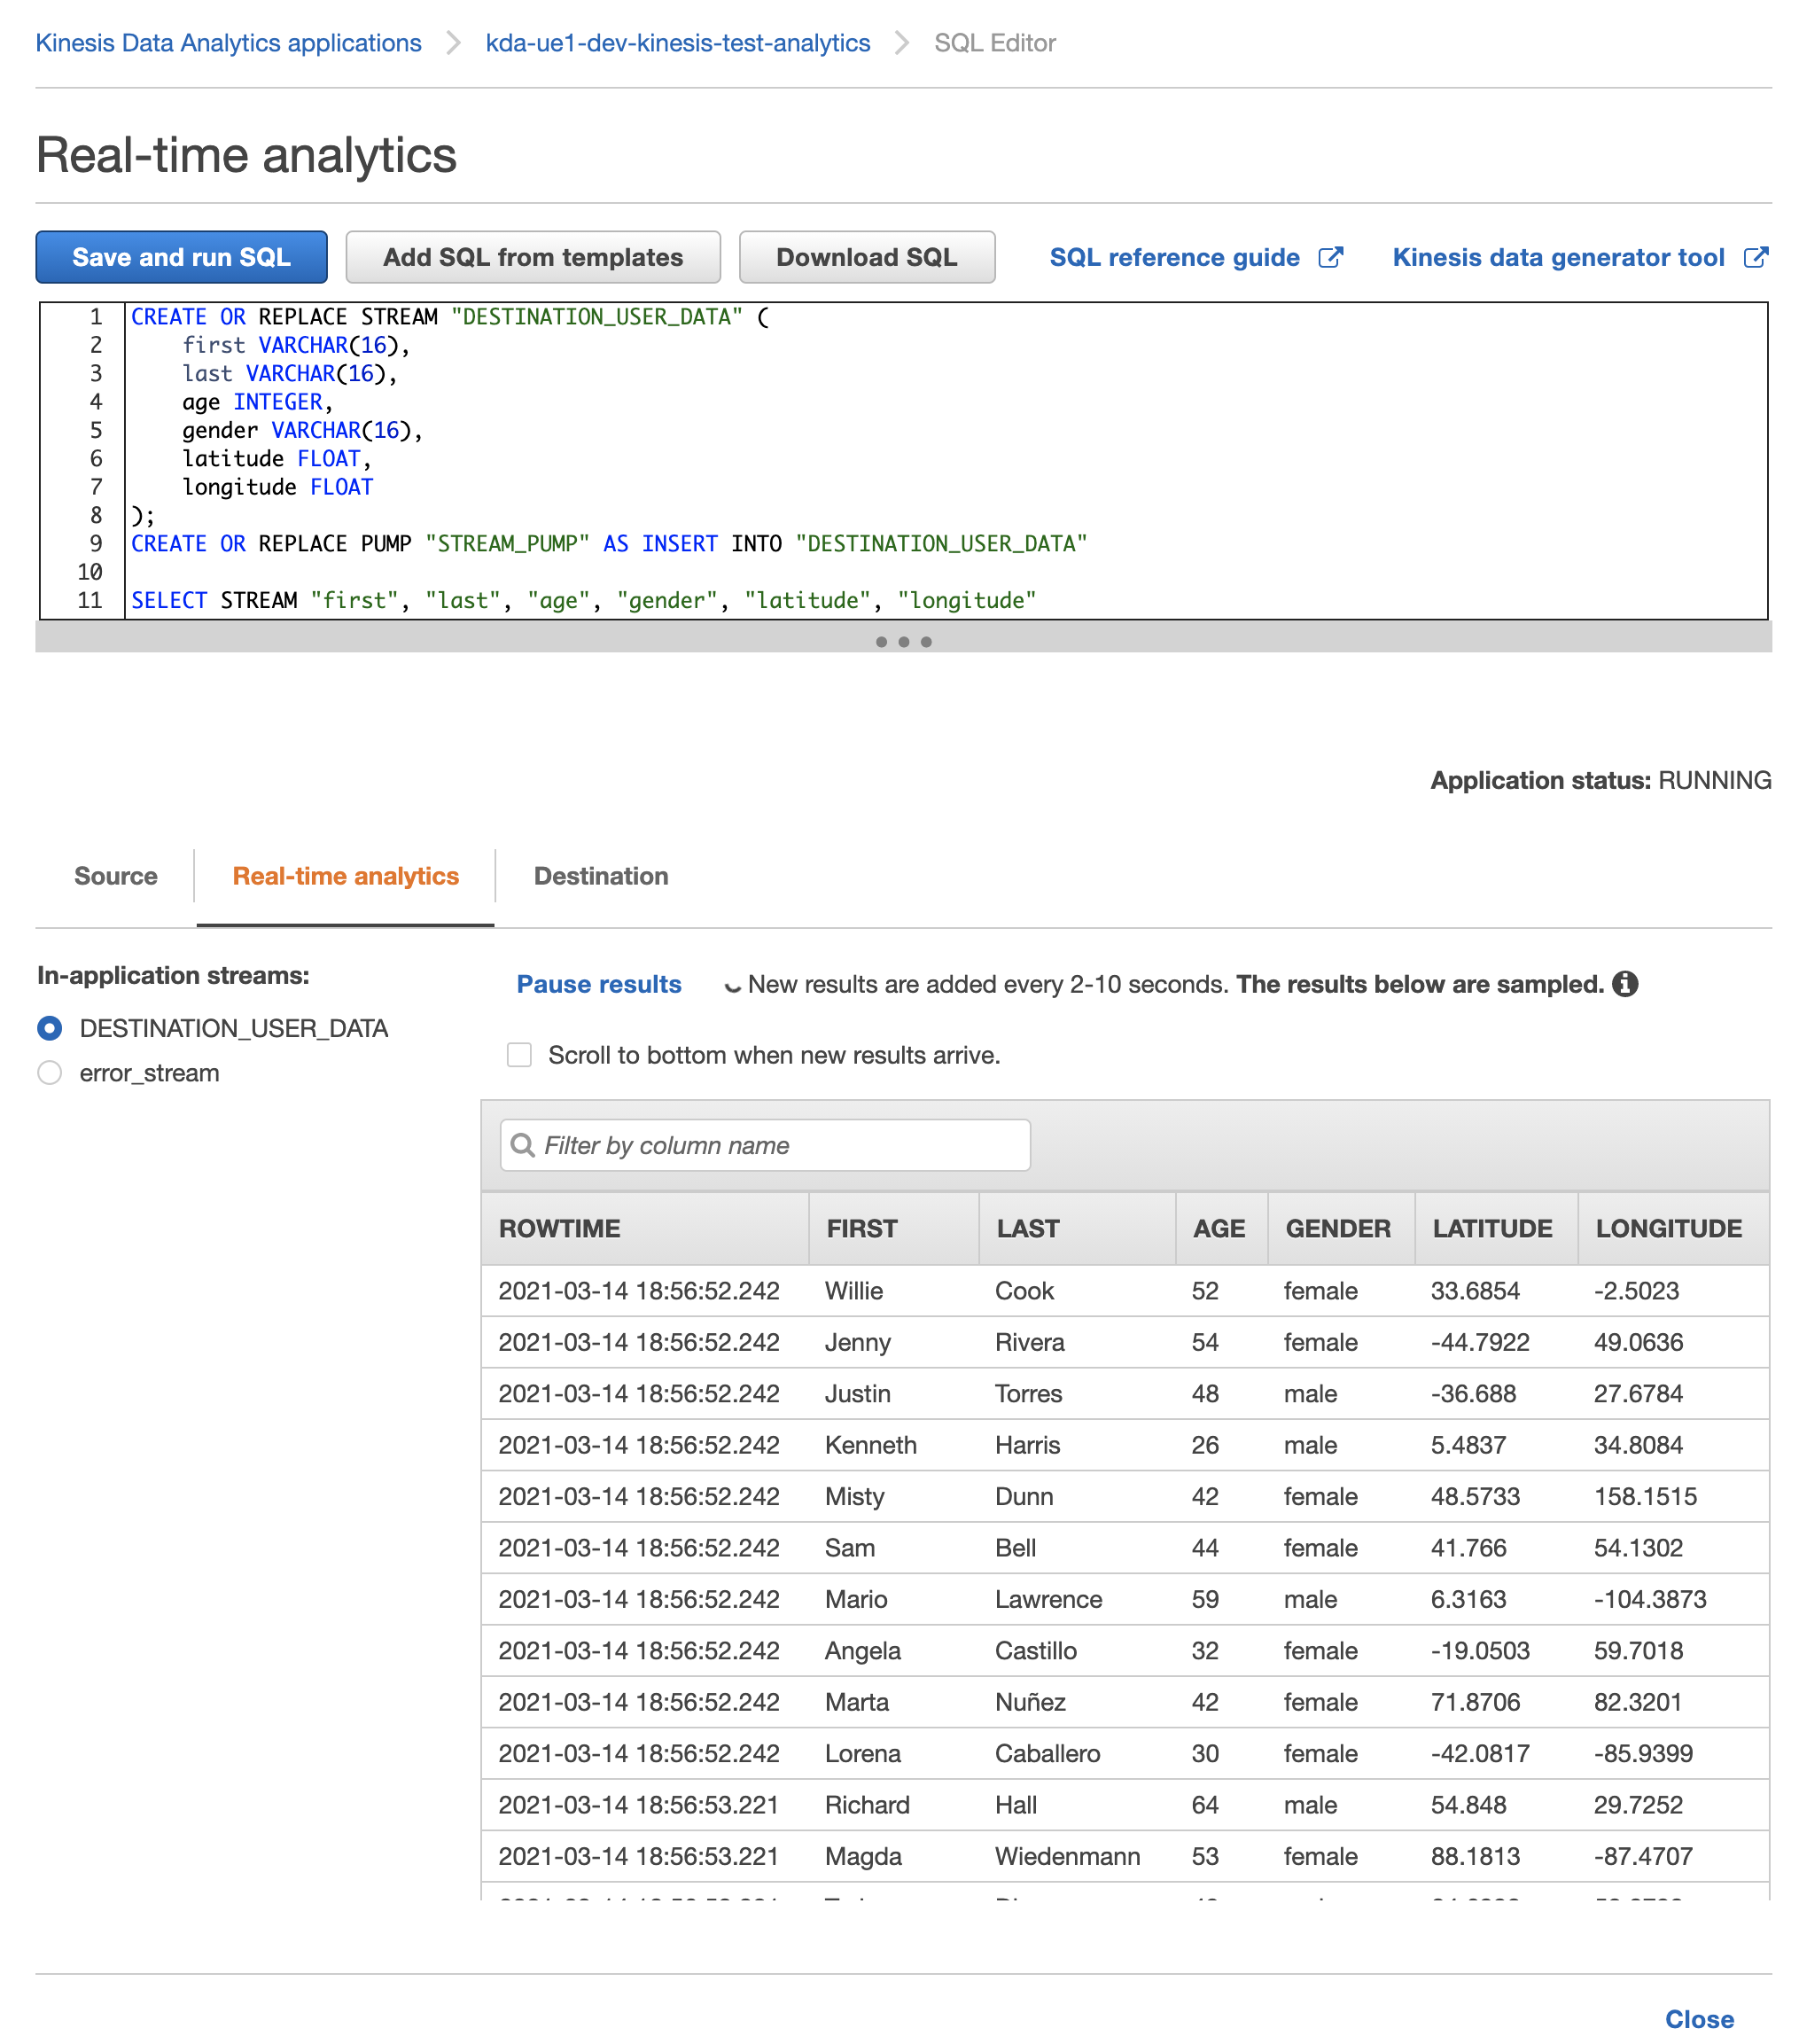 Kinesis Data Analytics applications > kda-ue1-dev-kinesis-test-analytics > SQL Editor
Real-time analytics
Save and run SQL Add SQL from templates Download SQL SQL reference guide Kinesis data generator tool
1 CREATE OR REPLACE STREAM "DESTINATION_USER_DATA" (
2 first VARCHAR(16),
3 last VARCHAR(16),
4 age INTEGER,
5 gender VARCHAR(16),
6 latitude FLOAT,
7 longitude FLOAT
8 );
9 CREATE OR REPLACE PUMP "STREAM_PUMP" AS INSERT INTO "DESTINATION_USER_DATA"
10
11 SELECT STREAM "first", "last", "age", "gender", "latitude", "longitude"
Application status: RUNNING
Source Real-time analytics Destination
In-application streams:
DESTINATION_USER_DATA
error_stream
Pause results New results are added every 2-10 seconds. The results below are sampled.
Scroll to bottom when new results arrive.
Filter by column name
ROWTIME FIRST LAST AGE GENDER LATITUDE LONGITUDE
2021-03-14 18:56:52.242 Willie Cook 52 female 33.6854 -2.5023
2021-03-14 18:56:52.242 Jenny Rivera 54 female -44.7922 49.0636
2021-03-14 18:56:52.242 Justin Torres 48 male -36.688 27.6784
2021-03-14 18:56:52.242 Kenneth Harris 26 male 5.4837 34.8084
2021-03-14 18:56:52.242 Misty Dunn 42 female 48.5733 158.1515
2021-03-14 18:56:52.242 Sam Bell 44 female 41.766 54.1302
2021-03-14 18:56:52.242 Mario Lawrence 59 male 6.3163 -104.3873
2021-03-14 18:56:52.242 Angela Castillo 32 female -19.0503 59.7018
2021-03-14 18:56:52.242 Marta Nuñez 42 female 71.8706 82.3201
2021-03-14 18:56:52.242 Lorena Caballero 30 female -42.0817 -85.9399
2021-03-14 18:56:53.221 Richard Hall 64 male 54.848 29.7252
2021-03-14 18:56:53.221 Magda Wiedenmann 53 female 88.1813 -87.4707
Close